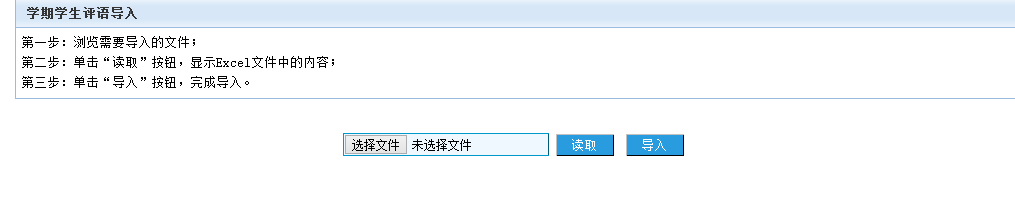 学期学生评语导入
第一步：浏览需要导入的文件；
第二步：单击“读取”按钮，显示Excel文件中的内容；
第三步：单击“导入”按钮，完成导入。
选择文件 未选择文件 读取 导入